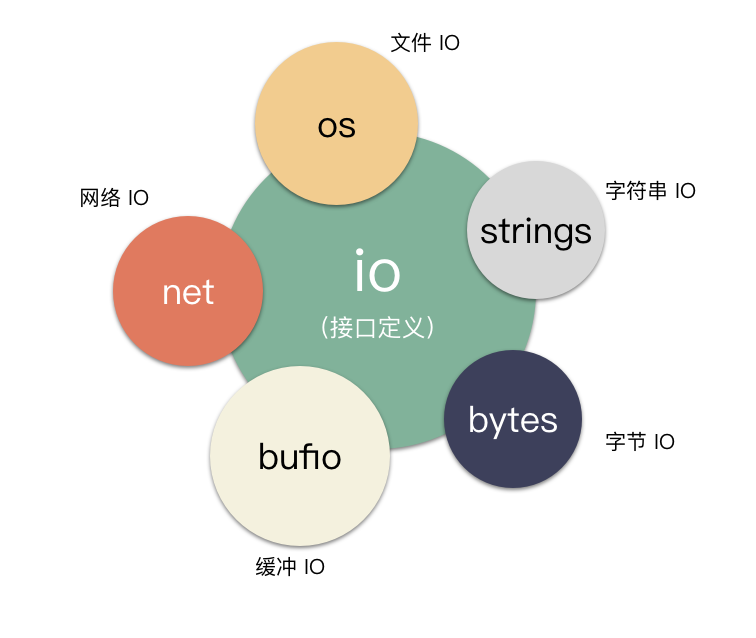 文件 IO
os
字符串 IO
strings
网络 IO
net
io
（接口定义）
bytes
字节 IO
bufio
缓冲 IO